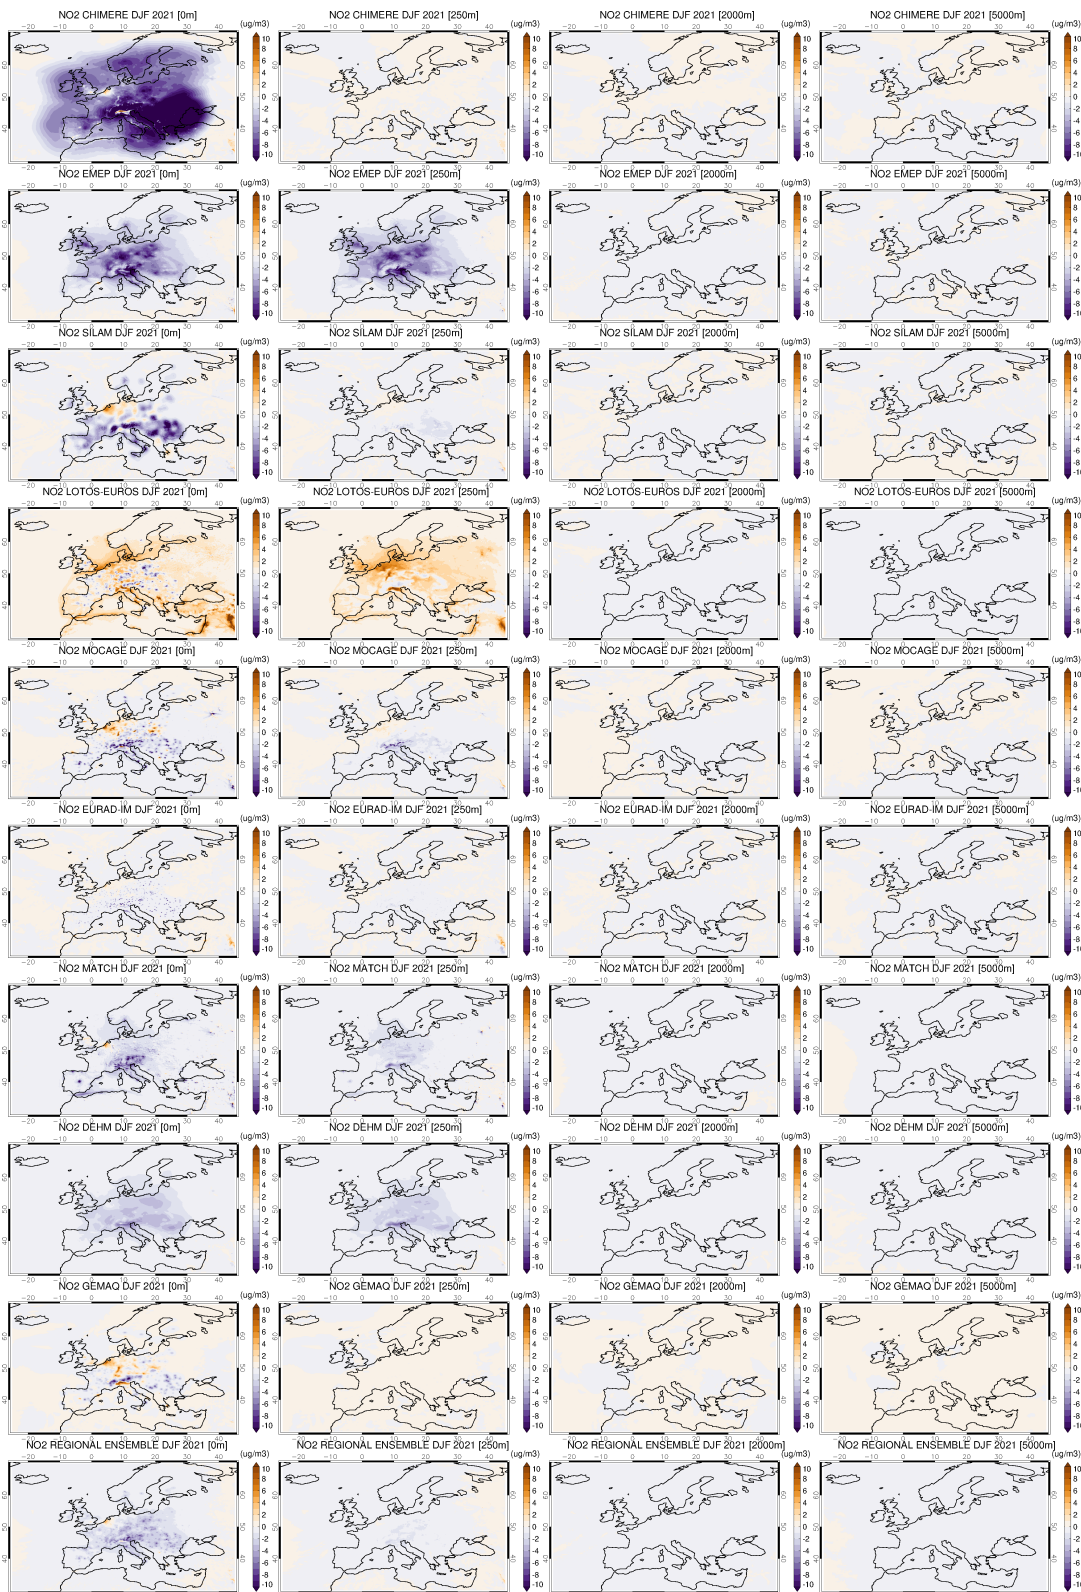 NO2 CHIMERE DJF 2021 [0m]
NO2 CHIMERE DJF 2021 [250m]
NO2 CHIMERE DJF 2021 [2000m]
NO2 CHIMERE DJF 2021 [5000m]
NO2 EMEP DJF 2021 [0m]
NO2 EMEP DJF 2021 [250m]
NO2 EMEP DJF 2021 [2000m]
NO2 EMEP DJF 2021 [5000m]
NO2 SILAM DJF 2021 [0m]
NO2 SILAM DJF 2021 [250m]
NO2 SILAM DJF 2021 [2000m]
NO2 SILAM DJF 2021 [5000m]
NO2 LOTOS-EUROS DJF 2021 [0m]
NO2 LOTOS-EUROS DJF 2021 [250m]
NO2 LOTOS-EUROS DJF 2021 [2000m]
NO2 LOTOS-EUROS DJF 2021 [5000m]
NO2 MOCAGE DJF 2021 [0m]
NO2 MOCAGE DJF 2021 [250m]
NO2 MOCAGE DJF 2021 [2000m]
NO2 MOCAGE DJF 2021 [5000m]
NO2 EURAD-IM DJF 2021 [0m]
NO2 EURAD-IM DJF 2021 [250m]
NO2 EURAD-IM DJF 2021 [2000m]
NO2 EURAD-IM DJF 2021 [5000m]
NO2 MATCH DJF 2021 [0m]
NO2 MATCH DJF 2021 [250m]
NO2 MATCH DJF 2021 [2000m]
NO2 MATCH DJF 2021 [5000m]
NO2 DEHM DJF 2021 [0m]
NO2 DEHM DJF 2021 [250m]
NO2 DEHM DJF 2021 [2000m]
NO2 DEHM DJF 2021 [5000m]
NO2 GEMAQ DJF 2021 [0m]
NO2 GEMAQ DJF 2021 [250m]
NO2 GEMAQ DJF 2021 [2000m]
NO2 GEMAQ DJF 2021 [5000m]
NO2 REGIONAL ENSEMBLE DJF 2021 [0m]
NO2 REGIONAL ENSEMBLE DJF 2021 [250m]
NO2 REGIONAL ENSEMBLE DJF 2021 [2000m]
NO2 REGIONAL ENSEMBLE DJF 2021 [5000m]
(ug/m3)
10
8
6
4
2
0
-2
-4
-6
-8
-10
-20 -10 0 10 20 30 40
60
50
40